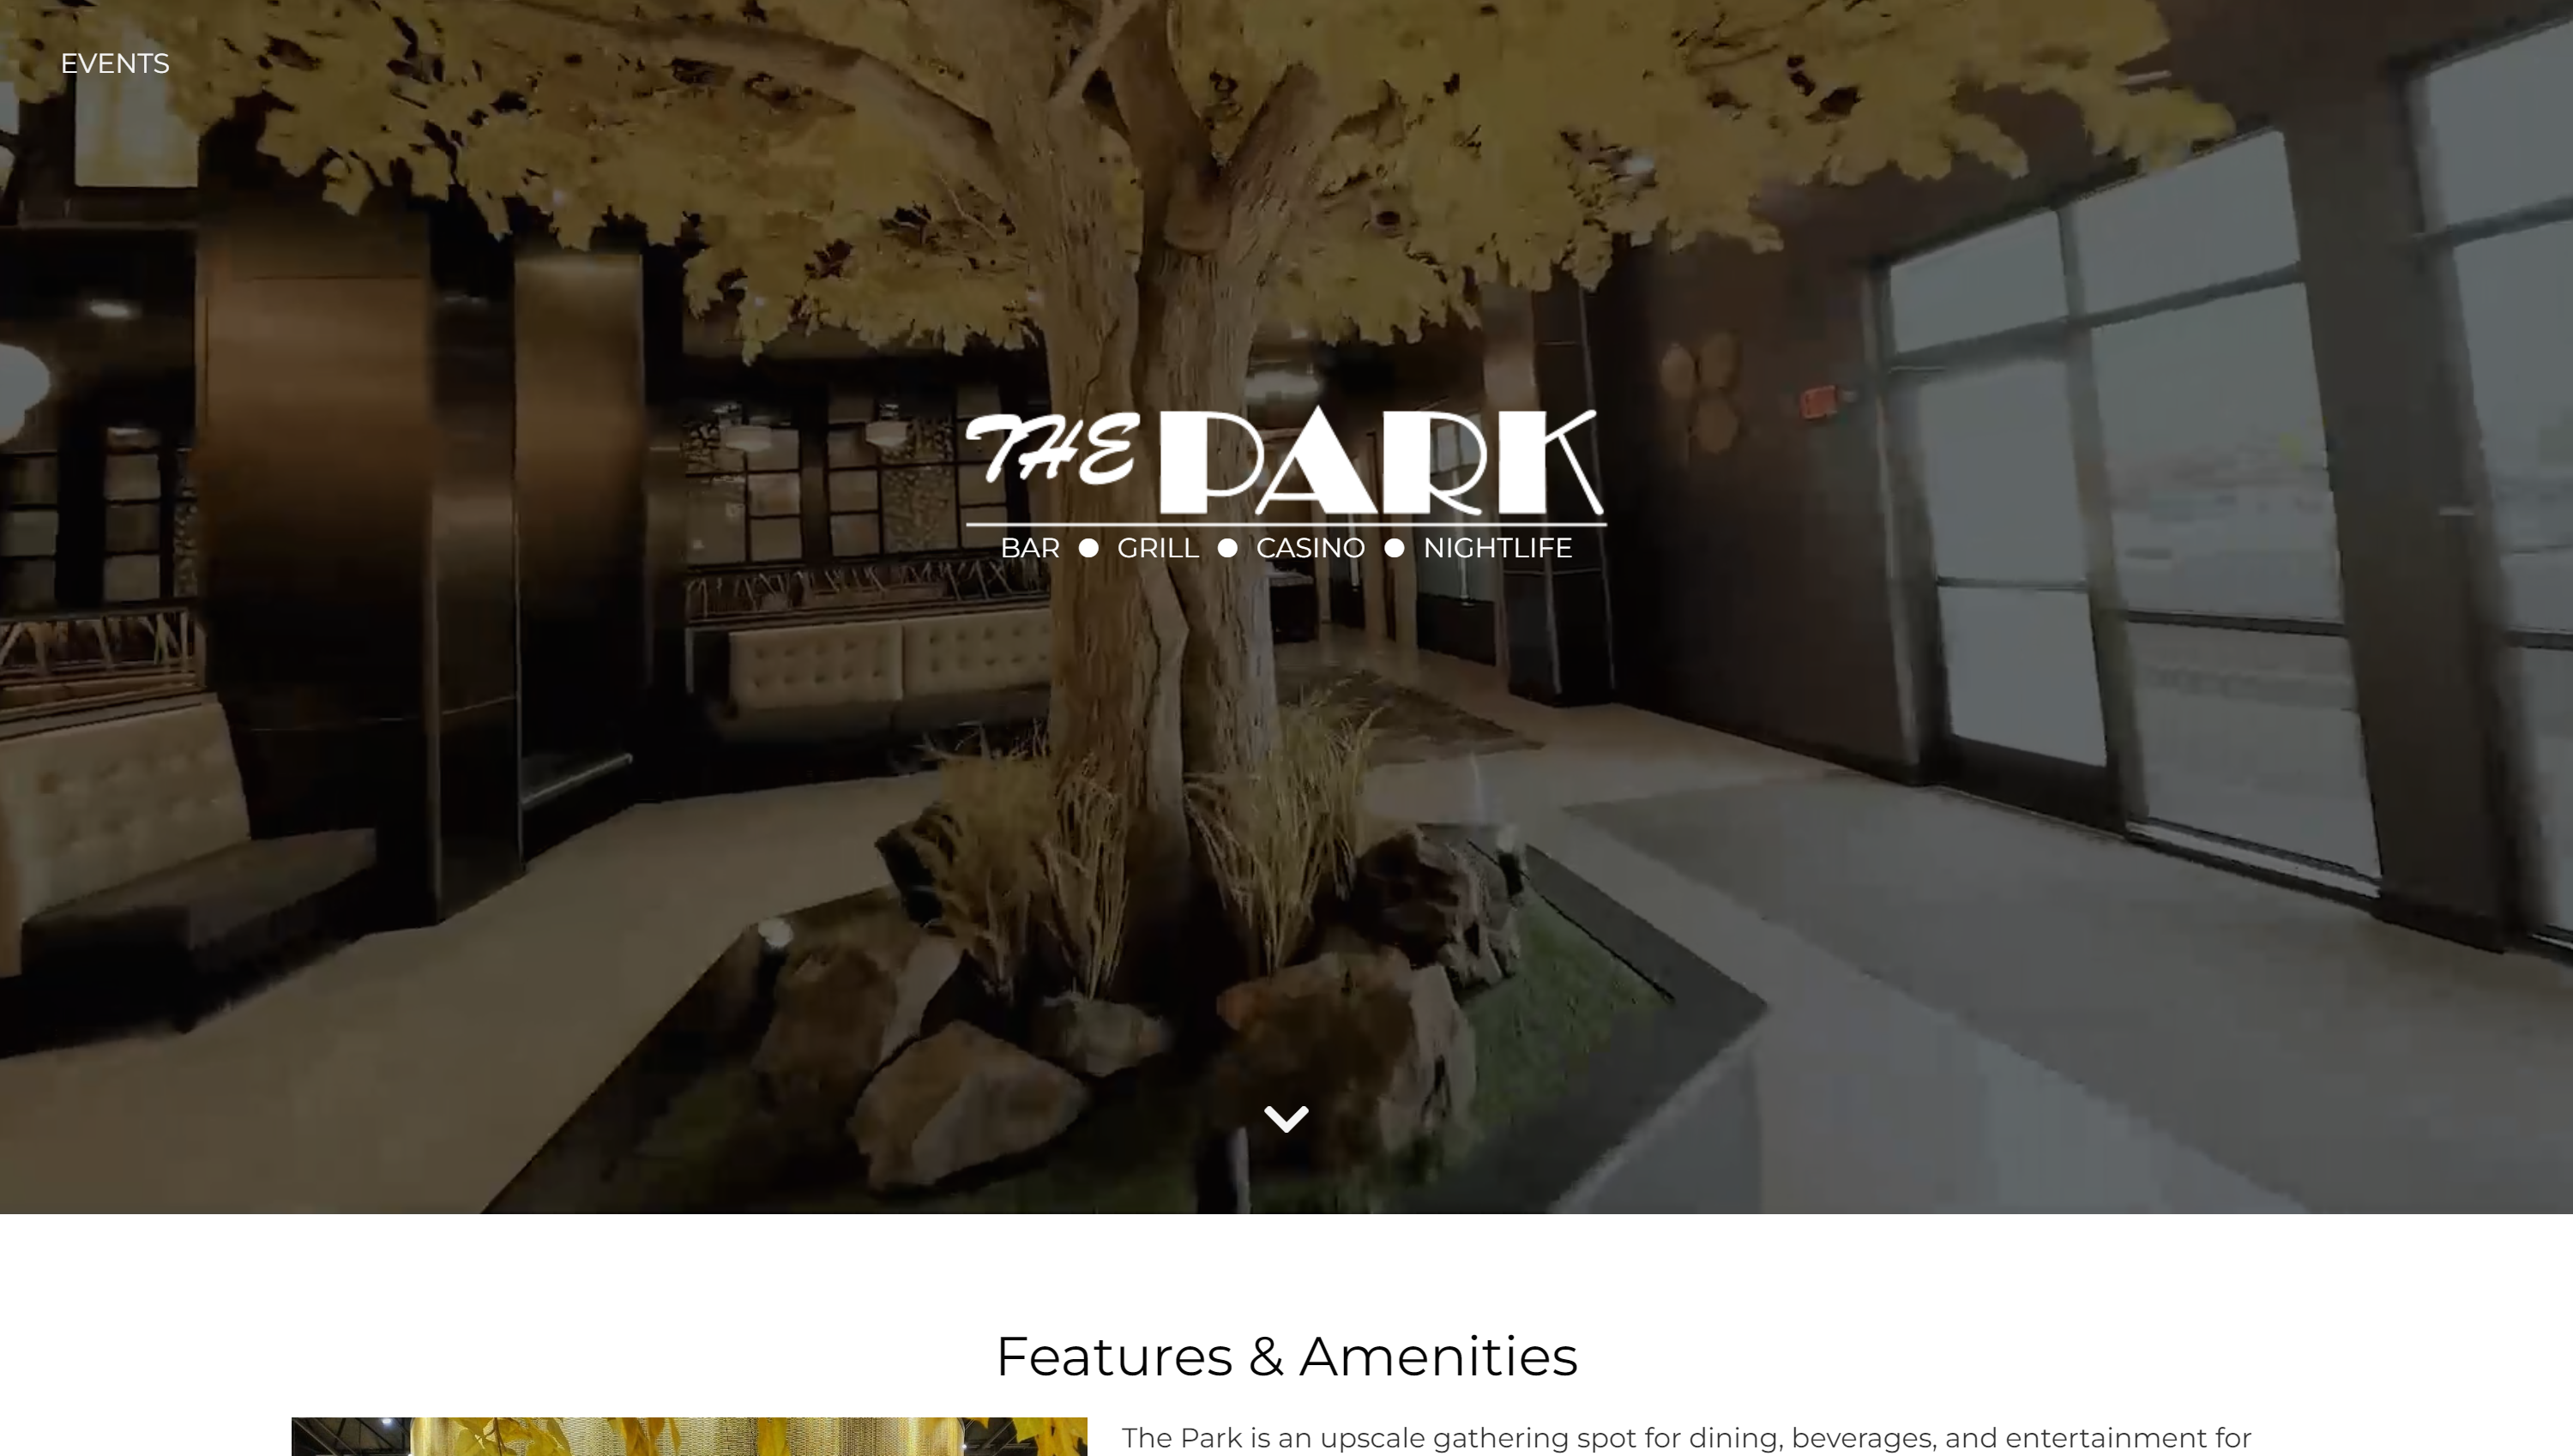 EVENTS
THE PARK
BAR ● GRILL ● CASINO ● NIGHTLIFE
Features & Amenities
The Park is an upscale gathering spot for dining, beverages, and entertainment for